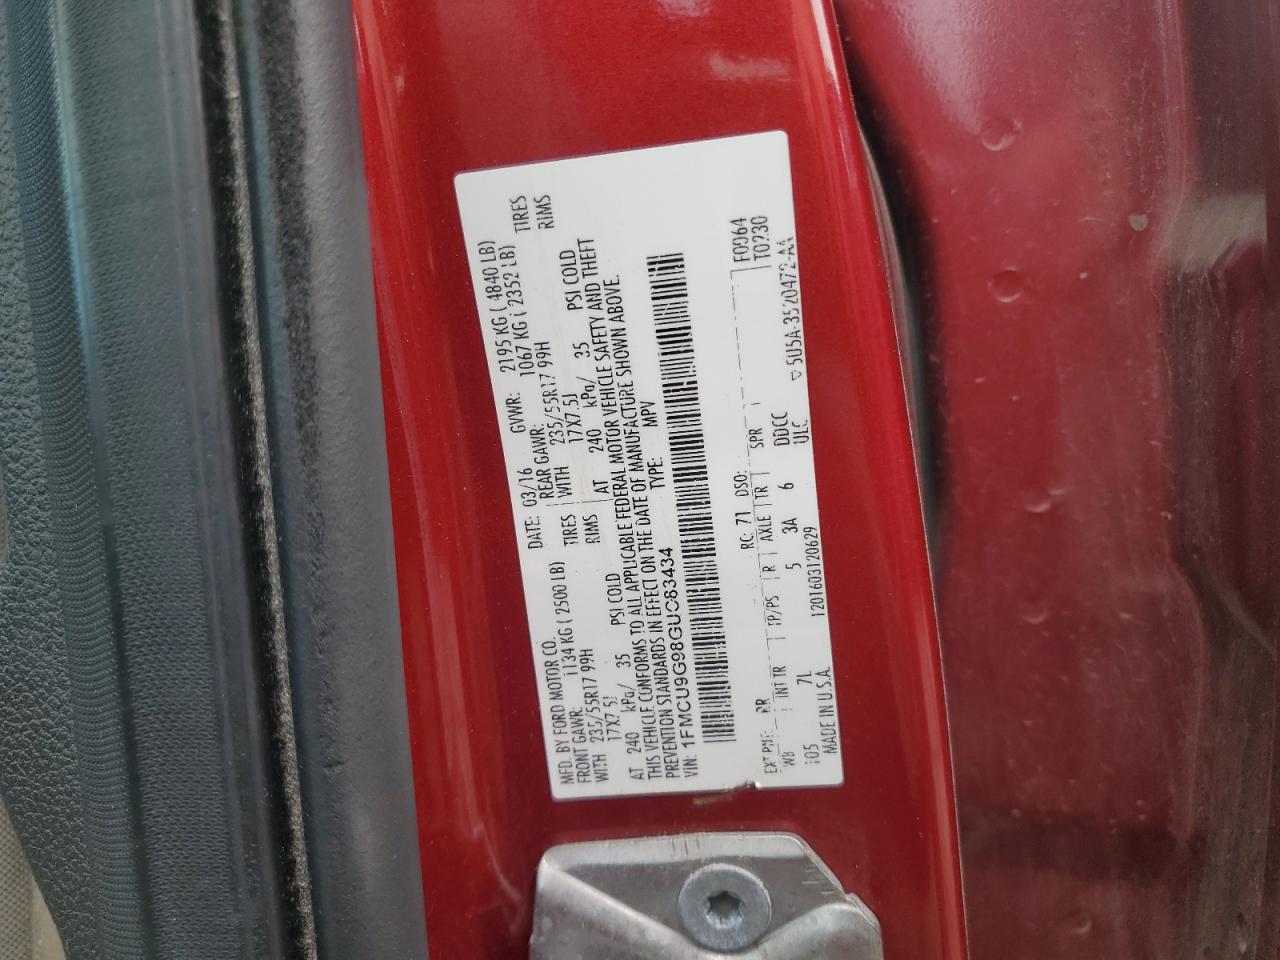 MFD. BY FORD MOTOR CO. DATE: 03/16 GVWR: 2195 KG ( 4840 LB)
FRONT GAWR: 1134 KG ( 2500 LB) REAR GAWR: 1067 KG ( 2352 LB)
WITH 235/55R17 99H TIRES WITH 235/55R17 99H TIRES
17X7.5J RIMS 17X7.5J RIMS
AT 240 kPa/ 35 PSI COLD AT 240 kPa/ 35 PSI COLD
THIS VEHICLE CONFORMS TO ALL APPLICABLE FEDERAL MOTOR VEHICLE SAFETY AND THEFT
PREVENTION STANDARDS IN EFFECT ON THE DATE OF MANUFACTURE SHOWN ABOVE.
VIN: 1FMCU9G98GUC83434 TYPE: MPV
EXT PNT: RR RC: 71 DSO: F0064
WB INT TR TP/PS R AXLE TR SPR T0230
105 7L 5 3A 6 DDCC 5U5A-3520472-AA
MADE IN U.S.A. 1201603120629 ULC